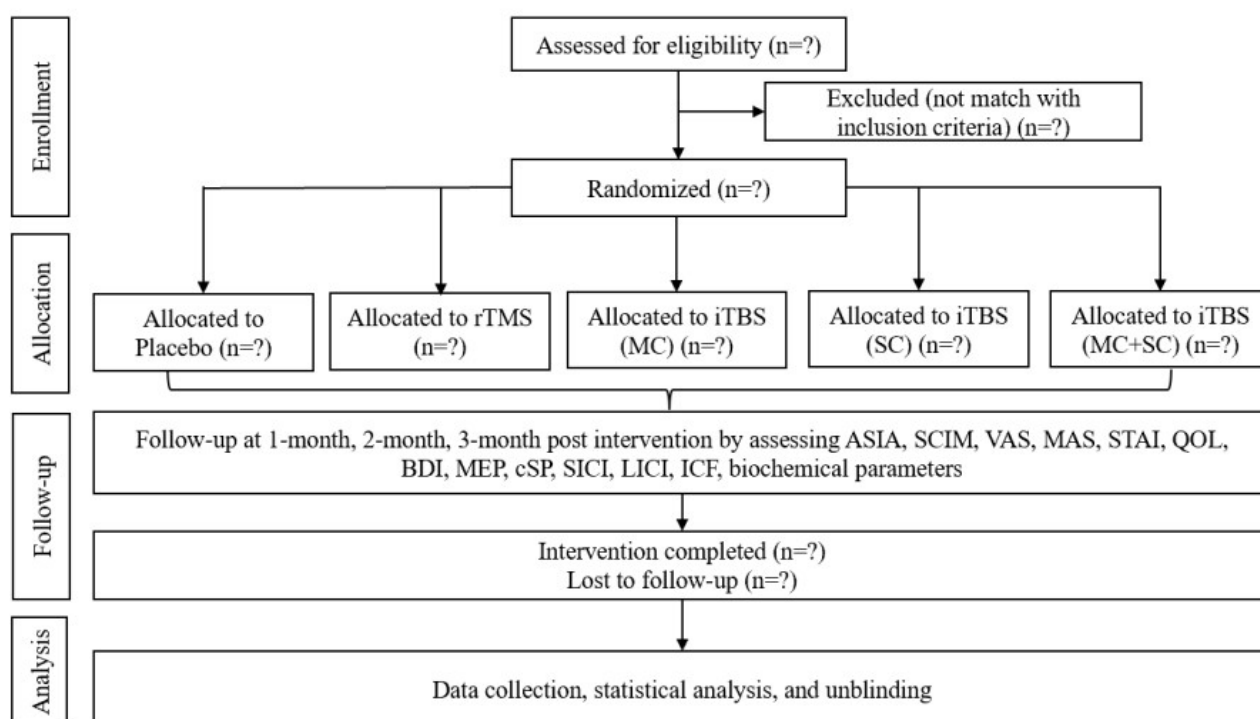 Enrollment
Assessed for eligibility (n=?)
Excluded (not match with
inclusion criteria) (n=?)
Randomized (n=?)
Allocation
Allocated to
Placebo (n=?)
Allocated to rTMS
(n=?)
Allocated to iTBS
(MC) (n=?)
Allocated to iTBS
(SC) (n=?)
Allocated to iTBS
(MC+SC) (n=?)
Follow-up
Follow-up at 1-month, 2-month, 3-month post intervention by assessing ASIA, SCIM, VAS, MAS, STAI, QOL,
BDI, MEP, cSP, SICI, LICI, ICF, biochemical parameters
Intervention completed (n=?)
Lost to follow-up (n=?)
Analysis
Data collection, statistical analysis, and unblinding